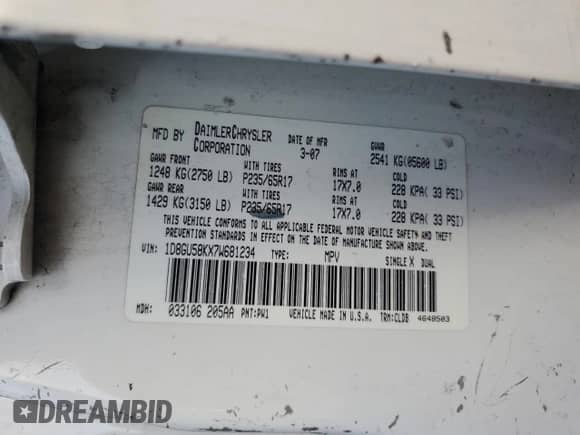 MFD BY DAIMLERCHRYSLER CORPORATION DATE OF MFR 3-07 GVWR 2541 KG(05600 LB)
GAWR FRONT WITH TIRES RIMS AT COLD
1248 KG(2750 LB) P235/65R17 17X7.0 228 KPA( 33 PSI)
GAWR REAR WITH TIRES RIMS AT COLD
1429 KG(3150 LB) P235/65R17 17X7.0 228 KPA( 33 PSI)
THIS VEHICLE CONFORMS TO ALL APPLICABLE FEDERAL MOTOR VEHICLE SAFETY AND THEFT
PREVENTION STANDARDS IN EFFECT ON THE DATE OF MANUFACTURE SHOWN ABOVE.
VIN: 1D8GU58KX7W681234 TYPE: MPV SINGLE X DUAL
MDH: 033106 205AA PNT:PW1 VEHICLE MADE IN U.S.A. TRM:CLDB 4648503
DREAMBID